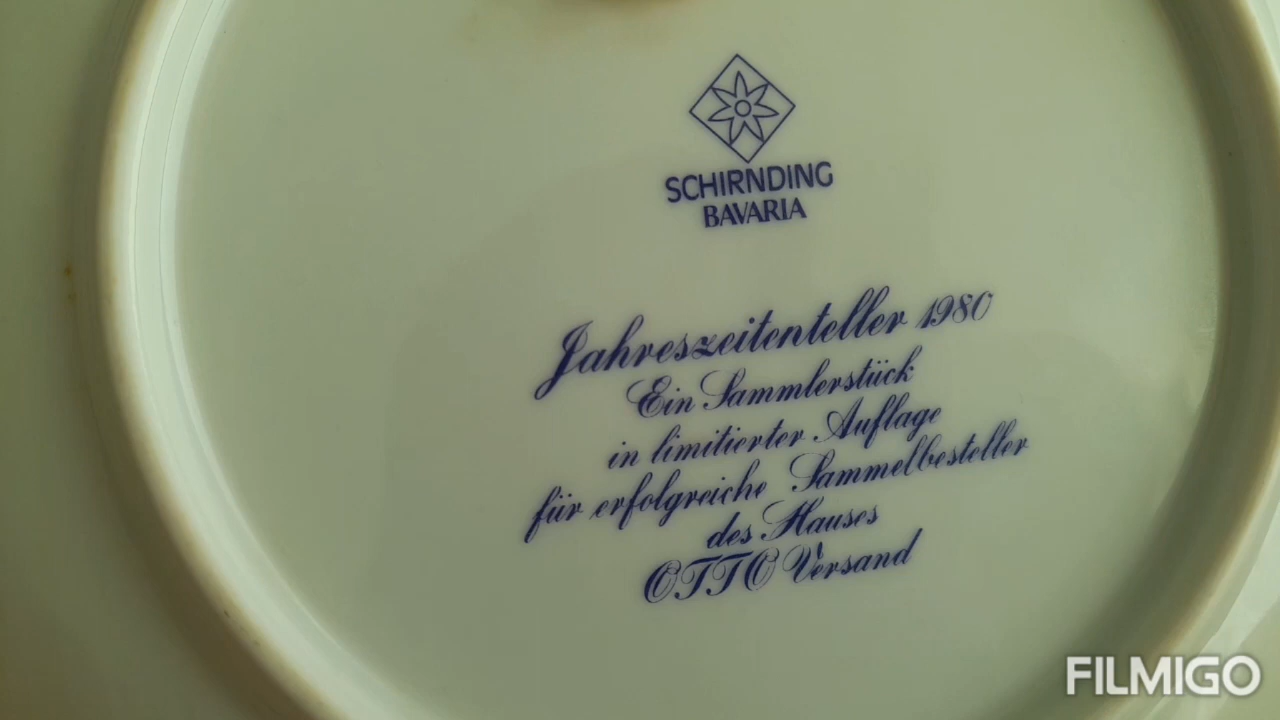 SCHIRNDING
BAVARIA
Jahreszeitenteller 1980
Ein Sammlerstück
in limitierter Auflage
für erfolgreiche Sammelbesteller
des Hauses
OTTO Versand
FILMIGO